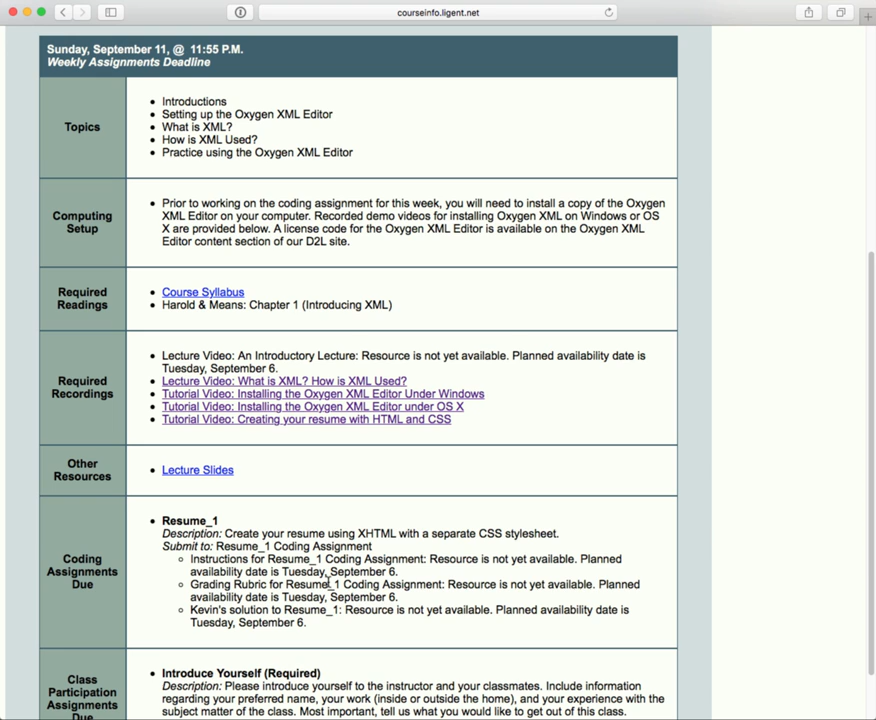 courseinfo.ligent.net
Sunday, September 11, @ 11:55 P.M.
Weekly Assignments Deadline
Topics
• Introductions
• Setting up the Oxygen XML Editor
• What is XML?
• How is XML Used?
• Practice using the Oxygen XML Editor
Computing
Setup
• Prior to working on the coding assignment for this week, you will need to install a copy of the Oxygen
XML Editor on your computer. Recorded demo videos for installing Oxygen XML on Windows or OS
X are provided below. A license code for the Oxygen XML Editor is available on the Oxygen XML
Editor content section of our D2L site.
Required
Readings
• Course Syllabus
• Harold & Means: Chapter 1 (Introducing XML)
Required
Recordings
• Lecture Video: An Introductory Lecture: Resource is not yet available. Planned availability date is
Tuesday, September 6.
• Lecture Video: What is XML? How is XML Used?
• Tutorial Video: Installing the Oxygen XML Editor Under Windows
• Tutorial Video: Installing the Oxygen XML Editor under OS X
• Tutorial Video: Creating your resume with HTML and CSS
Other
Resources
• Lecture Slides
Coding
Assignments
Due
• Resume_1
Description: Create your resume using XHTML with a separate CSS stylesheet.
Submit to: Resume_1 Coding Assignment
◦ Instructions for Resume_1 Coding Assignment: Resource is not yet available. Planned
availability date is Tuesday, September 6.
◦ Grading Rubric for Resume_1 Coding Assignment: Resource is not yet available. Planned
availability date is Tuesday, September 6.
◦ Kevin's solution to Resume_1: Resource is not yet available. Planned availability date is
Tuesday, September 6.
Class
Participation
Assignments
Due
• Introduce Yourself (Required)
Description: Please introduce yourself to the instructor and your classmates. Include information
regarding your preferred name, your work (inside or outside the home), and your experience with the
subject matter of the class. Most important, tell us what you would like to get out of this class.